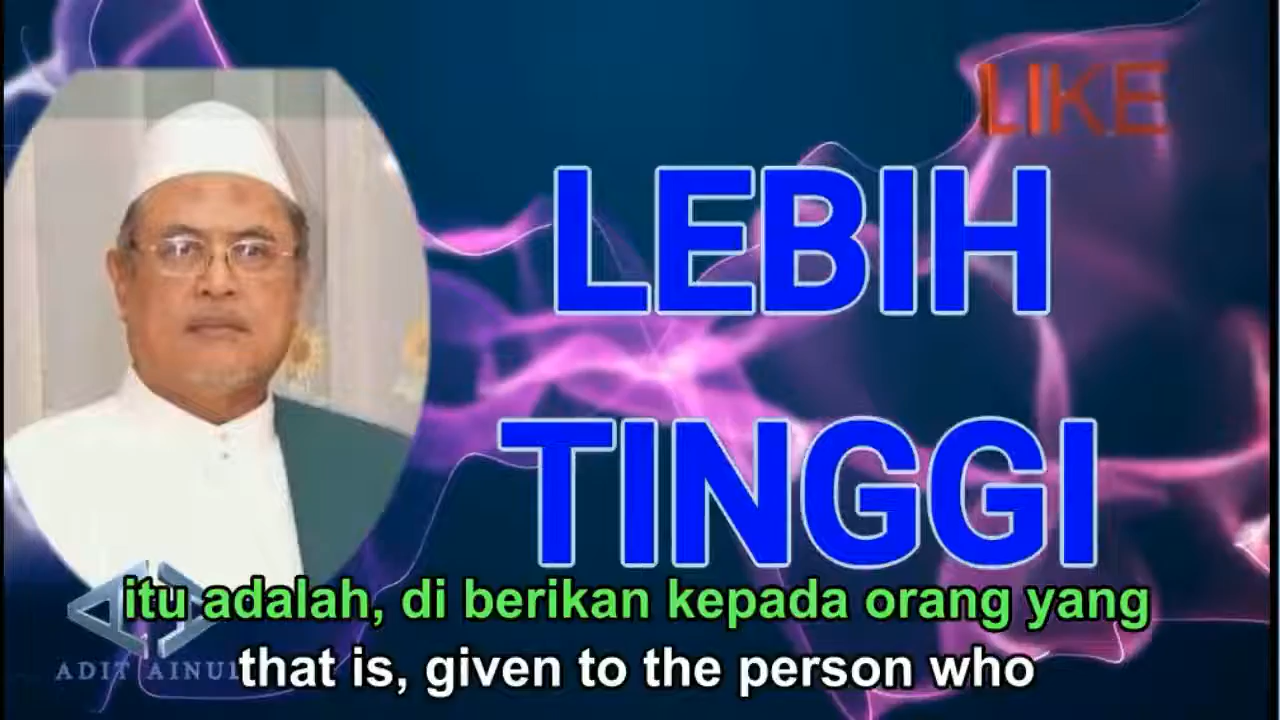 LIKE
LEBIH
TINGGI
itu adalah, di berikan kepada orang yang
that is, given to the person who
ADIT AINUL